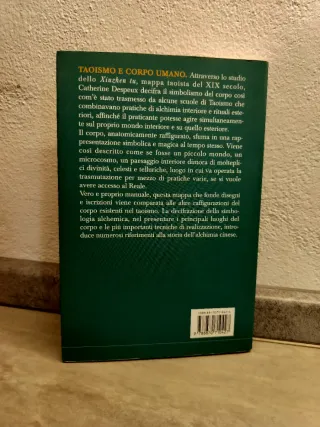 TAOISMO E CORPO UMANO. Attraverso lo studio
dello Xiuzhen tu, mappa taoista del XIX secolo,
Catherine Despeux decifra il simbolismo del corpo così
com'è stato trasmesso da alcune scuole di Taoismo che
combinavano pratiche di alchimia interiore e rituali este-
riori, affinché il praticante potesse agire simultaneamen-
te sul proprio mondo interiore e su quello esteriore.
Il corpo, anatomicamente raffigurato, sfuma in una rap-
presentazione simbolica e magica al tempo stesso. Viene
così descritto come se fosse un piccolo mondo, un
microcosmo, un paesaggio interiore dimora di moltepli-
ci divinità, celesti e telluriche, luogo in cui va operata la
trasmutazione per mezzo di pratiche varie, se si vuole
avere accesso al Reale.
Vero e proprio manuale, questa mappa che fonde disegni
e iscrizioni viene comparata alle altre raffigurazioni del
corpo esistenti nel taoismo. La decifrazione della simbo-
logia alchemica, nel presentare i principali luoghi del
corpo e le più importanti tecniche di realizzazione, intro-
duce numerosi riferimenti alla storia dell'alchimia cinese.